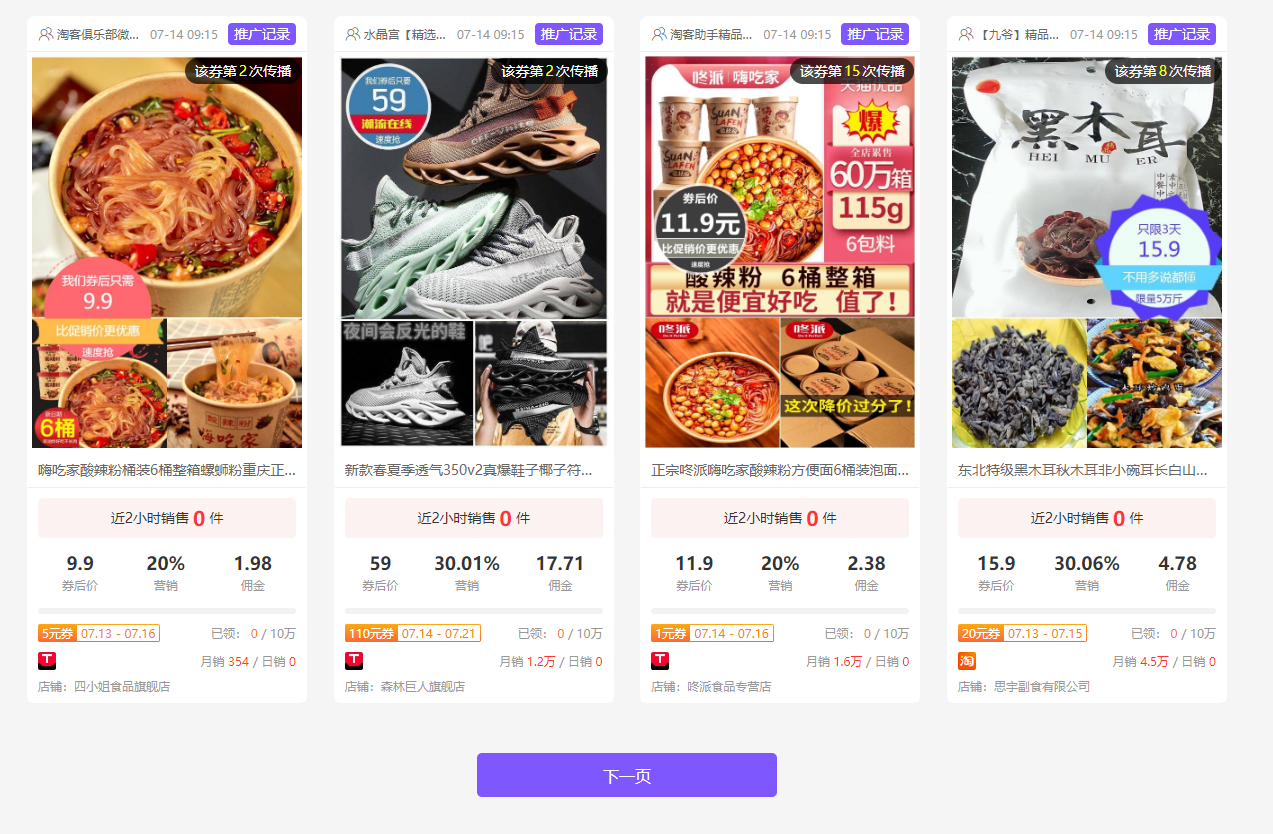 淘客俱乐部微... 07-14 09:15 推广记录
该券第2次传播
我们券后只需
9.9
比促销价更优惠
速度抢
6桶
酸辣粉
嗨吃家
嗨吃家酸辣粉桶装6桶整箱螺蛳粉重庆正...
近2小时销售 0 件
9.9 20% 1.98
券后价 营销 佣金
5元券 07.13 - 07.16 已领： 0 / 10万
T 月销 354 / 日销 0
店铺：四小姐食品旗舰店
水晶宫【精选... 07-14 09:15 推广记录
该券第2次传播
我们券后只要
59
潮流在线
速度抢
夜间会反光的鞋
新款春夏季透气350v2真爆鞋子椰子符...
近2小时销售 0 件
59 30.01% 17.71
券后价 营销 佣金
110元券 07.14 - 07.21 已领： 0 / 10万
T 月销 1.2万 / 日销 0
店铺：森林巨人旗舰店
淘客助手精品... 07-14 09:15 推广记录
该券第15次传播
咚派 嗨吃家
天猫优品
爆
全店累售
60万箱
115g
6包料
SUAN
LAFEN
券后价
11.9元
比促销价更优惠
速度抢
酸辣粉 6桶整箱
就是便宜好吃 值了！
咚派
咚派
这次降价过分了！
正宗咚派嗨吃家酸辣粉方便面6桶装泡面...
近2小时销售 0 件
11.9 20% 2.38
券后价 营销 佣金
1元券 07.14 - 07.16 已领： 0 / 10万
T 月销 1.6万 / 日销 0
店铺：咚派食品专营店
【九爷】精品... 07-14 09:15 推广记录
该券第8次传播
黑木耳
HEI MU ER
只限3天
15.9
不用多说都懂
限量5万斤
东北特级黑木耳秋木耳非小碗耳长白山...
近2小时销售 0 件
15.9 30.06% 4.78
券后价 营销 佣金
20元券 07.13 - 07.15 已领： 0 / 10万
淘 月销 4.5万 / 日销 0
店铺：思宇副食有限公司
下一页